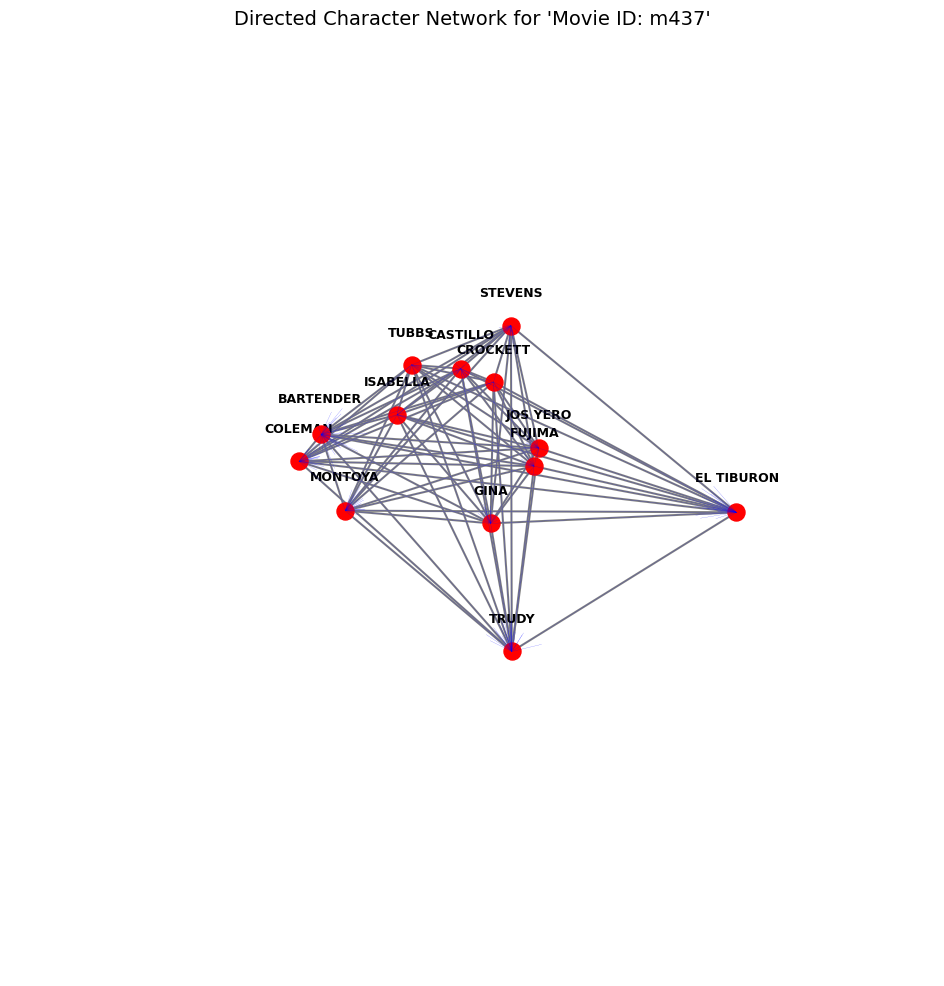 Directed Character Network for 'Movie ID: m437'
STEVENS
TUBBS
CASTILLO
CROCKETT
ISABELLA
BARTENDER
JOS YERO
COLEMAN
FUJIMA
MONTOYA
EL TIBURON
GINA
TRUDY